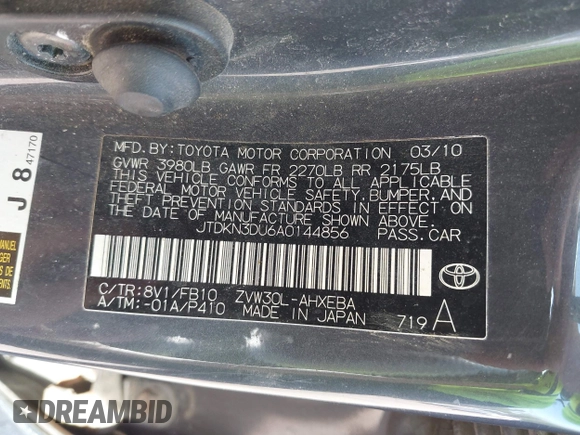 MFD.BY:TOYOTA MOTOR CORPORATION 03/10
GVWR 3980LB GAWR FR 2270LB RR 2175LB
THIS VEHICLE CONFORMS TO ALL APPLICABLE
FEDERAL MOTOR VEHICLE SAFETY,BUMPER,AND
THEFT PREVENTION STANDARDS IN EFFECT ON
THE DATE OF MANUFACTURE SHOWN ABOVE.
JTDKN3DU6A0144856 PASS.CAR
C/TR:8V1/FB10 ZVW30L-AHXEBA
A/TM:-01A/P410 MADE IN JAPAN 719 A
J 8 47170
MANUEL
DREAMBID